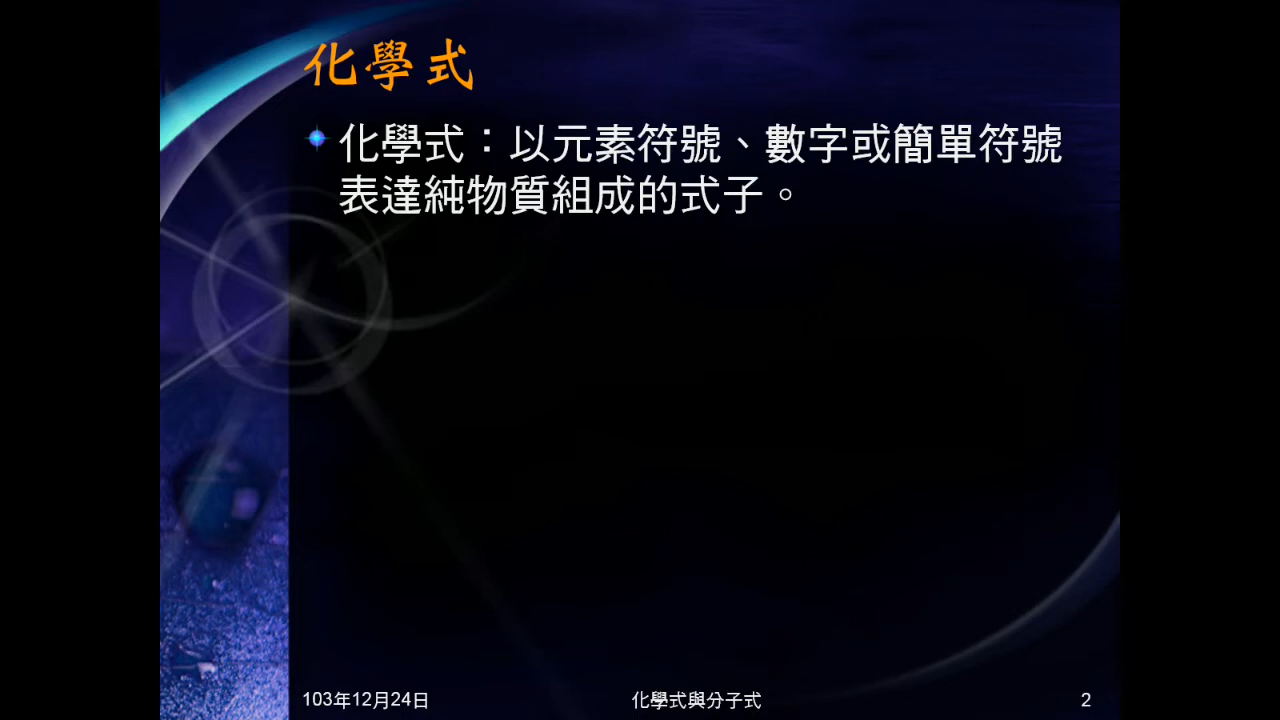 化學式
化學式：以元素符號、數字或簡單符號
表達純物質組成的式子。
103年12月24日
化學式與分子式
2